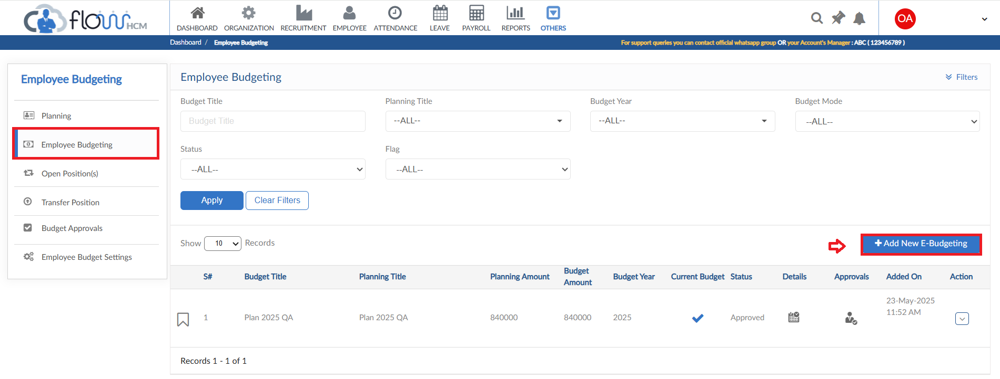 flowHCM
DASHBOARD
ORGANIZATION
RECRUITMENT
EMPLOYEE
ATTENDANCE
LEAVE
PAYROLL
REPORTS
OTHERS
OA
Dashboard / Employee Budgeting
For support queries you can contact official whatsapp group OR your Account's Manager : ABC ( 123456789 )
Employee Budgeting
Planning
Employee Budgeting
Open Position(s)
Transfer Position
Budget Approvals
Employee Budget Settings
Employee Budgeting
Filters
Budget Title
Planning Title
Budget Year
Budget Mode
Budget Title
--ALL--
--ALL--
--ALL--
Status
Flag
--ALL--
--ALL--
Apply
Clear Filters
Show 10 Records
Add New E-Budgeting
S#
Budget Title
Planning Title
Planning Amount
Budget
Amount
Budget Year
Current Budget
Status
Details
Approvals
Added On
Action
1
Plan 2025 QA
Plan 2025 QA
840000
840000
2025
Approved
23-May-2025
11:52 AM
Records 1 - 1 of 1